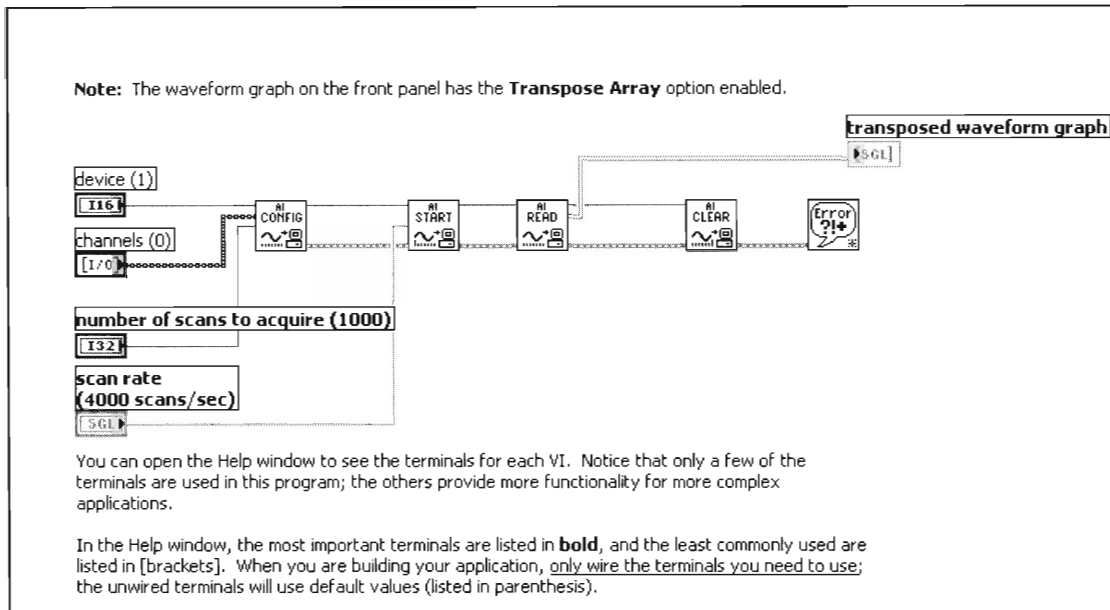 Note: The waveform graph on the front panel has the Transpose Array option enabled.
transposed waveform graph
[SGL]
device (1)
I16
AI
CONFIG
AI
START
AI
READ
AI
CLEAR
Error
?!+
channels (0)
[I/O]
number of scans to acquire (1000)
I32
scan rate
(4000 scans/sec)
SGL
You can open the Help window to see the terminals for each VI. Notice that only a few of the
terminals are used in this program; the others provide more functionality for more complex
applications.
In the Help window, the most important terminals are listed in bold, and the least commonly used are
listed in [brackets]. When you are building your application, only wire the terminals you need to use;
the unwired terminals will use default values (listed in parenthesis).